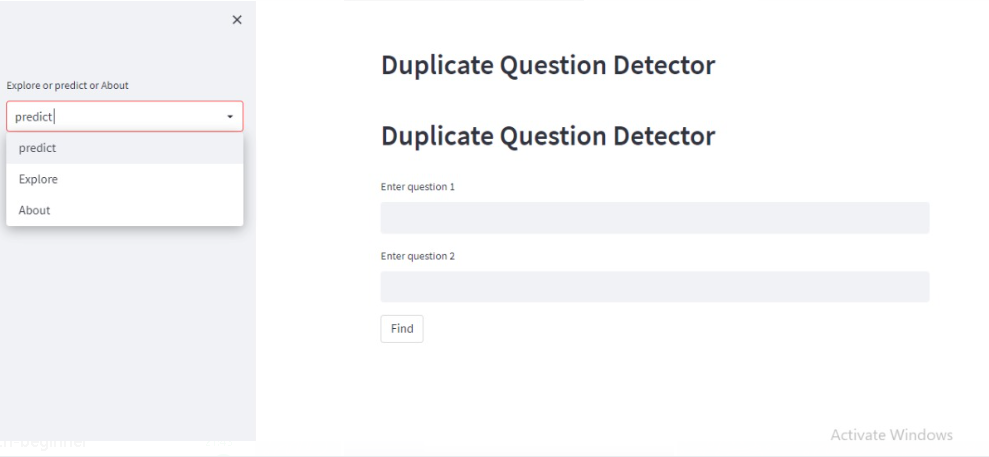 ×
Explore or predict or About
predict
predict
Explore
About
Duplicate Question Detector
Duplicate Question Detector
Enter question 1
Enter question 2
Find
Activate Windows